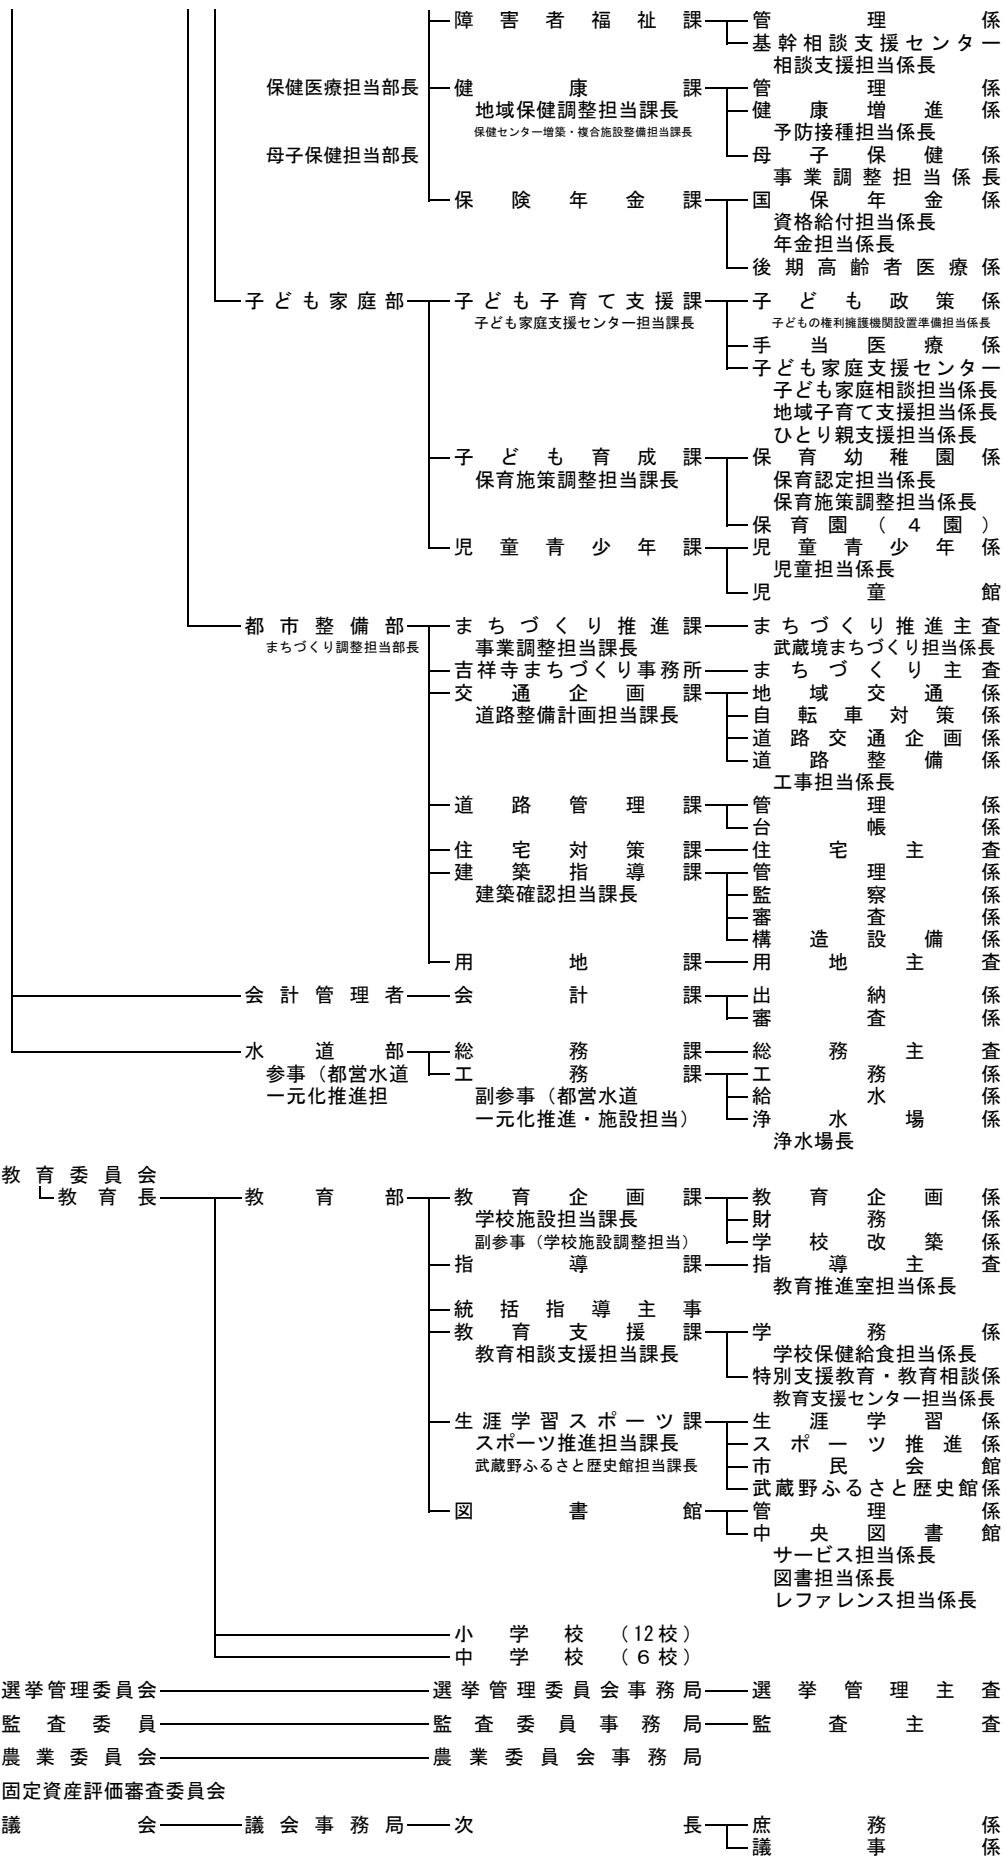 障害者福祉課 管理係
基幹相談支援センター
相談支援担当係長
保健医療担当部長 健康課 管理係
地域保健調整担当課長 健康増進係
保健センター増築・複合施設整備担当課長 予防接種担当係長
母子保健担当部長 母子保健係
事業調整担当係長
保険年金課 国保年金係
資格給付担当係長
年金担当係長
後期高齢者医療係
子ども家庭部 子ども子育て支援課 子ども政策係
子ども家庭支援センター担当課長 子どもの権利擁護機関設置準備担当係長
手当医療係
子ども家庭支援センター
子ども家庭相談担当係長
地域子育て支援担当係長
ひとり親支援担当係長
子ども育成課 保育幼稚園係
保育施策調整担当課長 保育認定担当係長
保育施策調整担当係長
保育園(4園)
児童青少年課 児童青少年係
児童担当係長
児童館
都市整備部 まちづくり推進課 まちづくり推進主査
まちづくり調整担当部長 事業調整担当課長 武蔵境まちづくり担当係長
吉祥寺まちづくり事務所 まちづくり主査
交通企画課 地域交通係
道路整備計画担当課長 自転車対策係
道路交通企画係
道路整備係
工事担当係長
道路管理課 管理係
台帳係
住宅対策課 住宅主査
建築指導課 管理係
建築確認担当課長 監察係
審査係
構造設備係
用地課 用地主査
会計管理者 会計課 出納係
審査係
水道部 総務課 総務主査
参事(都営水道 工務課 工務係
一元化推進担 副参事(都営水道 給水係
一元化推進・施設担当) 浄水場係
浄水場長
教育委員会
教育長 教育部 教育企画課 教育企画係
学校施設担当課長 財務係
副参事(学校施設調整担当) 学校改築係
指導課 指導主査
教育推進室担当係長
統括指導主事
教育支援課 学務係
教育相談支援担当課長 学校保健給食担当係長
特別支援教育・教育相談係
教育支援センター担当係長
生涯学習スポーツ課 生涯学習係
スポーツ推進担当課長 スポーツ推進係
武蔵野ふるさと歴史館担当課長 市民会館
武蔵野ふるさと歴史館係
図書館 管理係
中央図書館
サービス担当係長
図書担当係長
レファレンス担当係長
小学校(12校)
中学校(6校)
選挙管理委員会 選挙管理委員会事務局 選挙管理主査
監査委員 監査委員事務局 監査主査
農業委員会 農業委員会事務局
固定資産評価審査委員会
議会 議会事務局 次長 庶務係
議事係